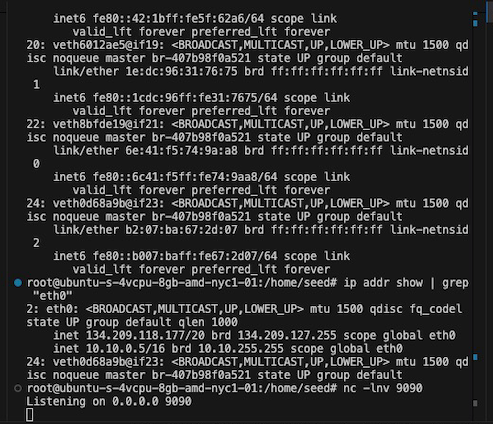 inet6 fe80::42:1bff:fe5f:62a6/64 scope link
valid_lft forever preferred_lft forever
20: veth6012ae5@if19: <BROADCAST,MULTICAST,UP,LOWER_UP> mtu 1500 qd
isc noqueue master br-407b98f0a521 state UP group default
link/ether 1e:dc:96:31:76:75 brd ff:ff:ff:ff:ff:ff link-netnsid
1
inet6 fe80::1cdc:96ff:fe31:7675/64 scope link
valid_lft forever preferred_lft forever
22: veth8bfde19@if21: <BROADCAST,MULTICAST,UP,LOWER_UP> mtu 1500 qd
isc noqueue master br-407b98f0a521 state UP group default
link/ether 6e:41:f5:74:9a:a8 brd ff:ff:ff:ff:ff:ff link-netnsid
0
inet6 fe80::6c41:f5ff:fe74:9aa8/64 scope link
valid_lft forever preferred_lft forever
24: veth0d68a9b@if23: <BROADCAST,MULTICAST,UP,LOWER_UP> mtu 1500 qd
isc noqueue master br-407b98f0a521 state UP group default
link/ether b2:07:ba:67:2d:07 brd ff:ff:ff:ff:ff:ff link-netnsid
2
inet6 fe80::b007:baff:fe67:2d07/64 scope link
valid_lft forever preferred_lft forever
root@ubuntu-s-4vcpu-8gb-amd-nyc1-01:/home/seed# ip addr show | grep
"eth0"
2: eth0: <BROADCAST,MULTICAST,UP,LOWER_UP> mtu 1500 qdisc fq_codel
state UP group default qlen 1000
inet 134.209.118.177/20 brd 134.209.127.255 scope global eth0
inet 10.10.0.5/16 brd 10.10.255.255 scope global eth0
24: veth0d68a9b@if23: <BROADCAST,MULTICAST,UP,LOWER_UP> mtu 1500 qd
isc noqueue master br-407b98f0a521 state UP group default
root@ubuntu-s-4vcpu-8gb-amd-nyc1-01:/home/seed# nc -lnv 9090
Listening on 0.0.0.0 9090